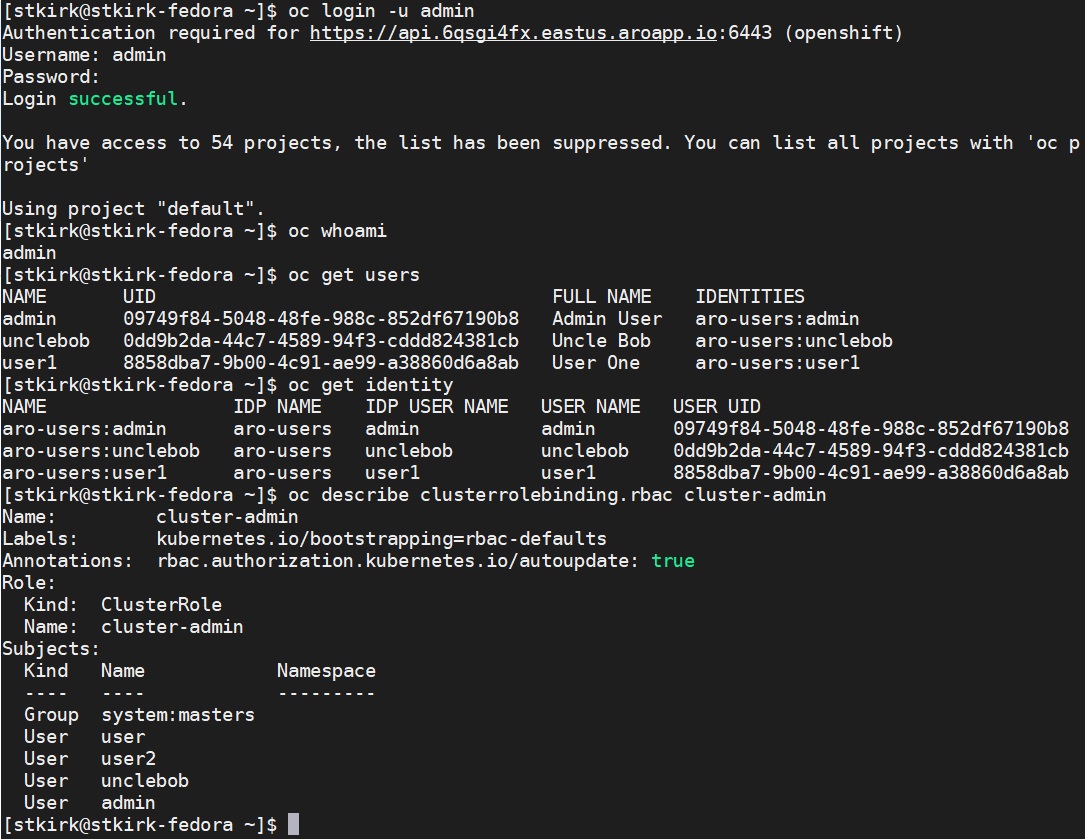 [stkirk@stkirk-fedora ~]$ oc login -u admin
Authentication required for https://api.6qsgi4fx.eastus.aroapp.io:6443 (openshift)
Username: admin
Password:
Login successful.

You have access to 54 projects, the list has been suppressed. You can list all projects with 'oc p
rojects'

Using project "default".
[stkirk@stkirk-fedora ~]$ oc whoami
admin
[stkirk@stkirk-fedora ~]$ oc get users
NAME       UID                                    FULL NAME    IDENTITIES
admin      09749f84-5048-48fe-988c-852df67190b8   Admin User   aro-users:admin
unclebob   0dd9b2da-44c7-4589-94f3-cddd824381cb   Uncle Bob    aro-users:unclebob
user1      8858dba7-9b00-4c91-ae99-a38860d6a8ab   User One     aro-users:user1
[stkirk@stkirk-fedora ~]$ oc get identity
NAME                 IDP NAME    IDP USER NAME   USER NAME   USER UID
aro-users:admin      aro-users   admin           admin       09749f84-5048-48fe-988c-852df67190b8
aro-users:unclebob   aro-users   unclebob        unclebob    0dd9b2da-44c7-4589-94f3-cddd824381cb
aro-users:user1      aro-users   user1           user1       8858dba7-9b00-4c91-ae99-a38860d6a8ab
[stkirk@stkirk-fedora ~]$ oc describe clusterrolebinding.rbac cluster-admin
Name:         cluster-admin
Labels:       kubernetes.io/bootstrapping=rbac-defaults
Annotations:  rbac.authorization.kubernetes.io/autoupdate: true
Role:
  Kind:  ClusterRole
  Name:  cluster-admin
Subjects:
  Kind   Name            Namespace
  ----   ----            ---------
  Group  system:masters
  User   user
  User   user2
  User   unclebob
  User   admin
[stkirk@stkirk-fedora ~]$